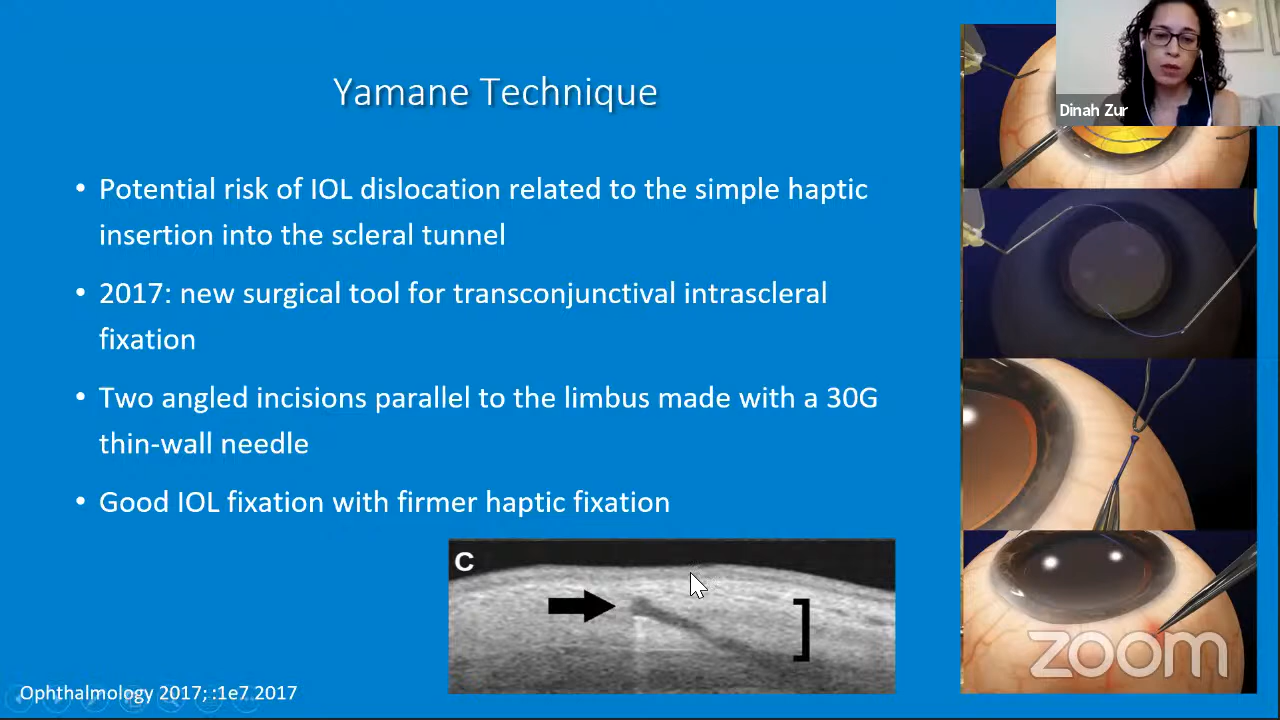 Yamane Technique
Dinah Zur
• Potential risk of IOL dislocation related to the simple haptic
insertion into the scleral tunnel
• 2017: new surgical tool for transconjunctival intrascleral
fixation
• Two angled incisions parallel to the limbus made with a 30G
thin-wall needle
• Good IOL fixation with firmer haptic fixation
C
zoom
Ophthalmology 2017; :1e7 2017